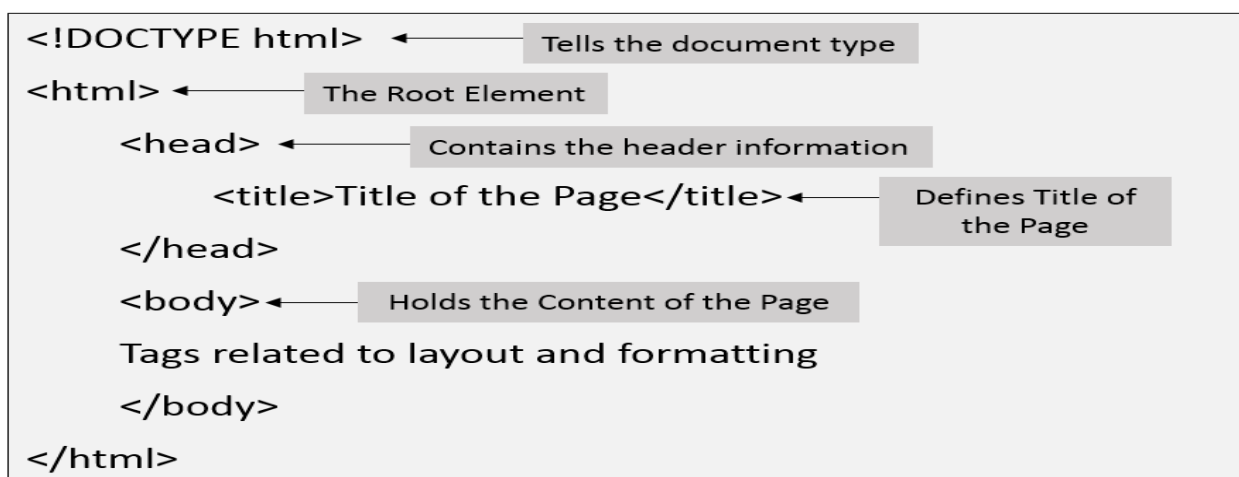 <!DOCTYPE html>
Tells the document type
<html>
The Root Element
<head>
Contains the header information
<title>Title of the Page</title>
Defines Title of
the Page
</head>
<body>
Holds the Content of the Page
Tags related to layout and formatting
</body>
</html>